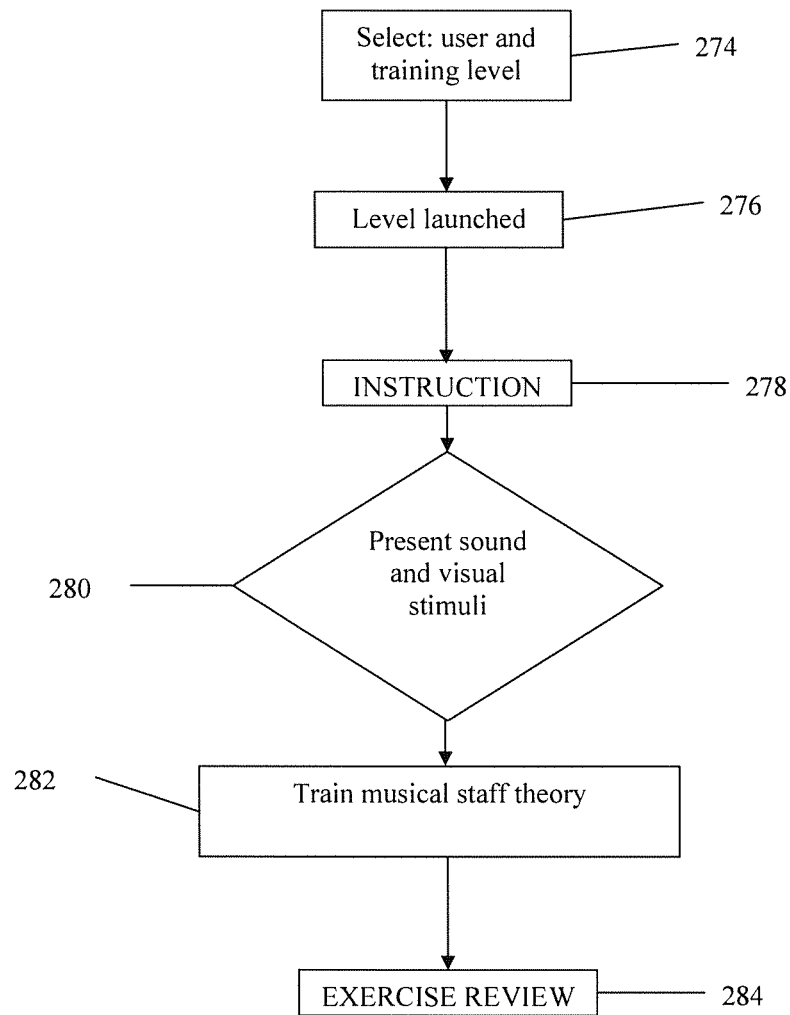 Select: user and
training level
274
Level launched
276
INSTRUCTION
278
Present sound
and visual
stimuli
280
282
Train musical staff theory
EXERCISE REVIEW
284